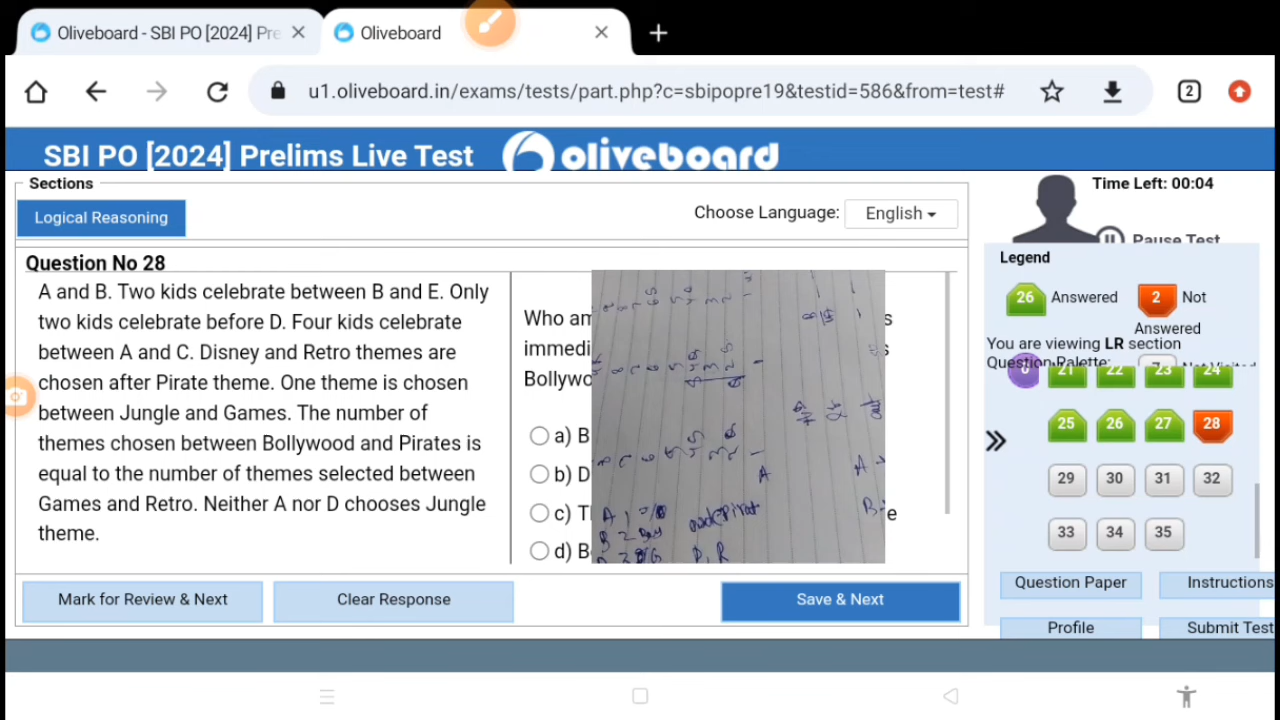 Oliveboard - SBI PO [2024] Pre
Oliveboard
u1.oliveboard.in/exams/tests/part.php?c=sbipopre19&testid=586&from=test#
2
SBI PO [2024] Prelims Live Test
oliveboard
Sections
Logical Reasoning
Choose Language:
English
Time Left: 00:04
Pause Test
Question No 28
A and B. Two kids celebrate between B and E. Only
two kids celebrate before D. Four kids celebrate
between A and C. Disney and Retro themes are
chosen after Pirate theme. One theme is chosen
between Jungle and Games. The number of
themes chosen between Bollywood and Pirates is
equal to the number of themes selected between
Games and Retro. Neither A nor D chooses Jungle
theme.
Who
a)
b)
c)
d)
Legend
26 Answered
2 Not
Answered
You are viewing LR section
Question Palette:
21 22 23 24
25 26 27 28
29 30 31 32
33 34 35
Mark for Review & Next
Clear Response
Save & Next
Question Paper
Instructions
Profile
Submit Test